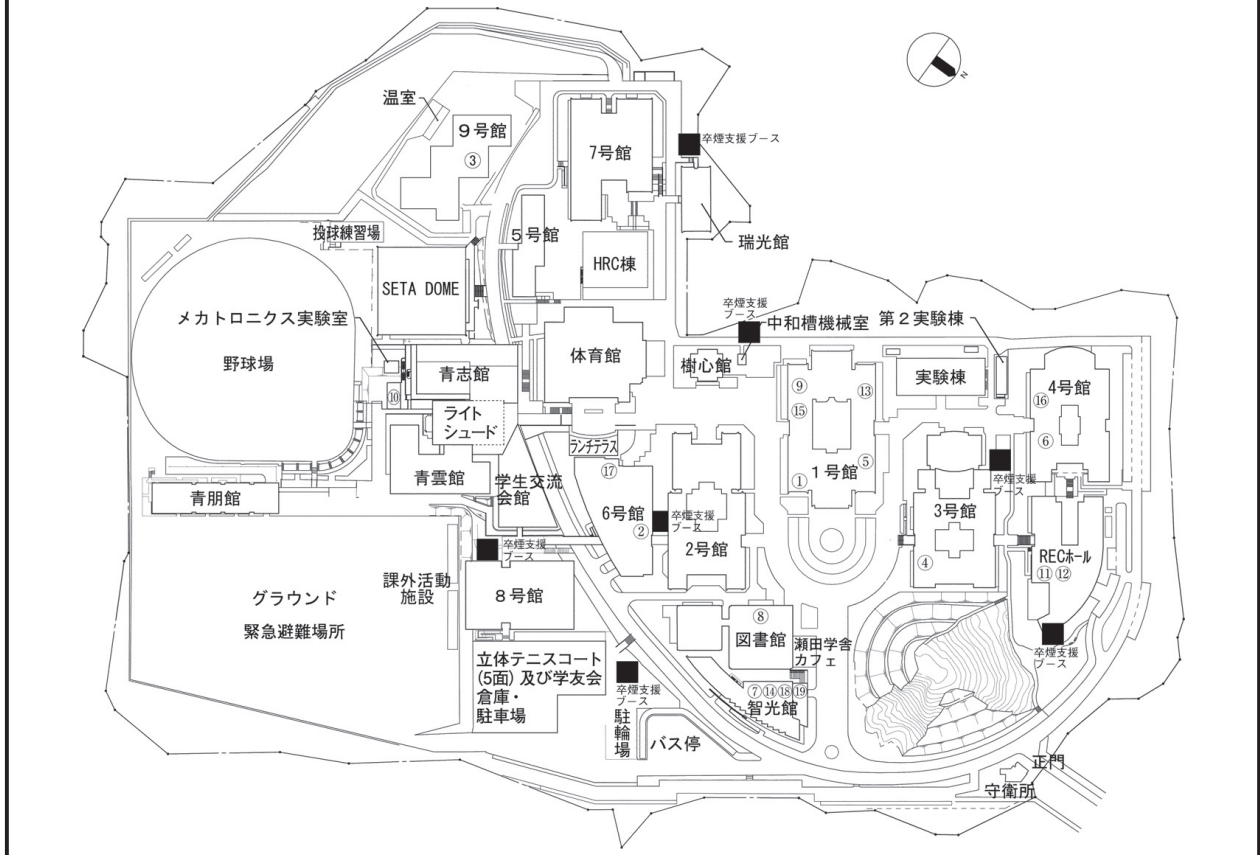 N
温室
9号館
③
7号館
卒煙支援ブース
投球練習場
5号館
瑞光館
HRC棟
SETA DOME
メカトロニクス実験室
卒煙支援
ブース
中和槽機械室
第2実験棟
野球場
体育館
樹心館
青志館
⑩
⑨
⑬
実験棟
4号館
⑯
⑮
ライト
シュード
ランチテラス
⑥
青雲館
学生交流
会館
⑰
①
1号館
⑤
卒煙支援
ブース
青朋館
6号館
②
卒煙支援
ブース
2号館
3号館
④
RECホール
⑪ ⑫
卒煙支援
ブース
課外活動
施設
8号館
グラウンド
緊急避難場所
⑧
図書館
瀬田学舎
カフェ
卒煙支援
ブース
立体テニスコート
(5面)及び学友会
倉庫・
駐車場
卒煙支援
ブース
⑦ ⑭ ⑱ ⑲
智光館
駐輪場
バス停
正門
守衛所